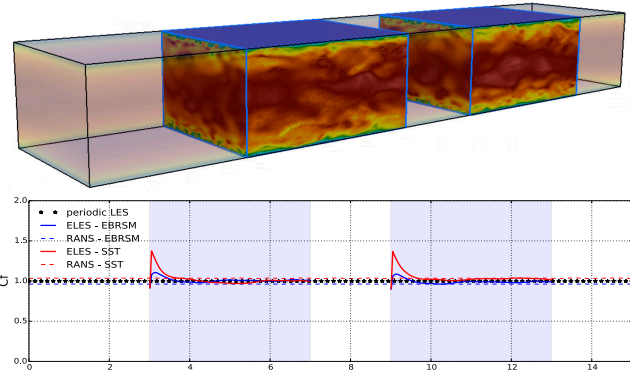 2.0
periodic LES
ELES - EBRSM
1.5
RANS - EBRSM
ELES - SST
RANS - SST
Cf
1.0
0.5
0.0
0 2 4 6 8 10 12 14